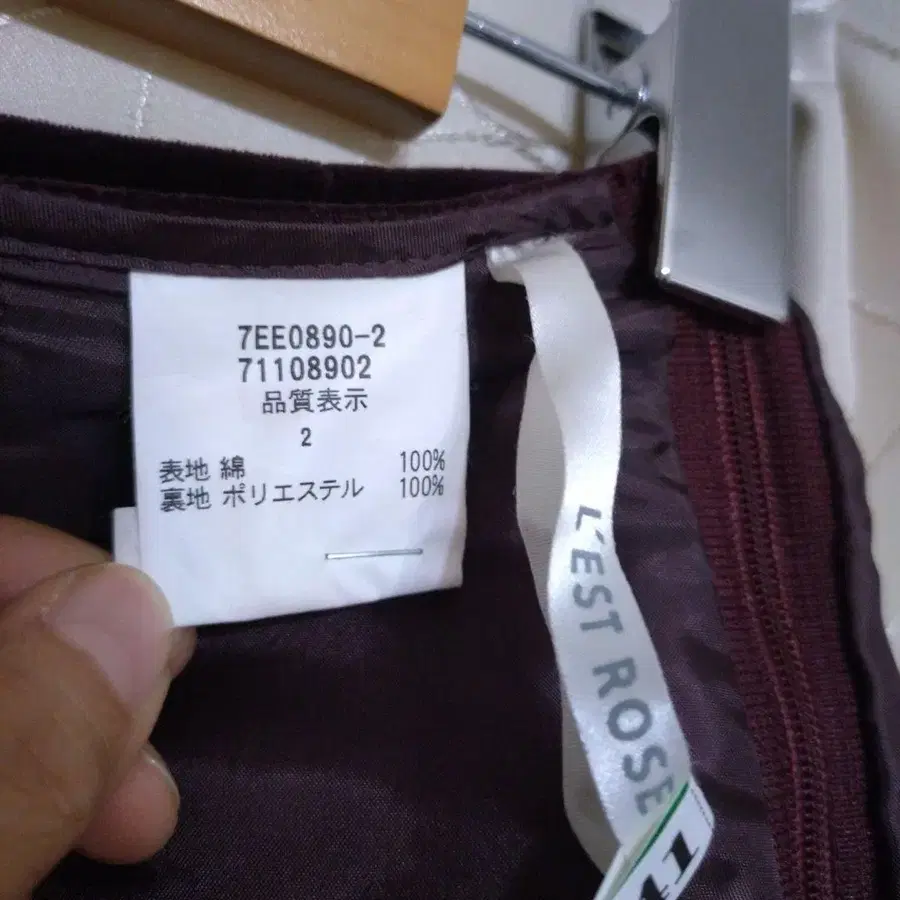 7EE0890-2
71108902
品質表示
2
表地 綿 100%
裏地 ポリエステル 100%
L'EST ROSE
41